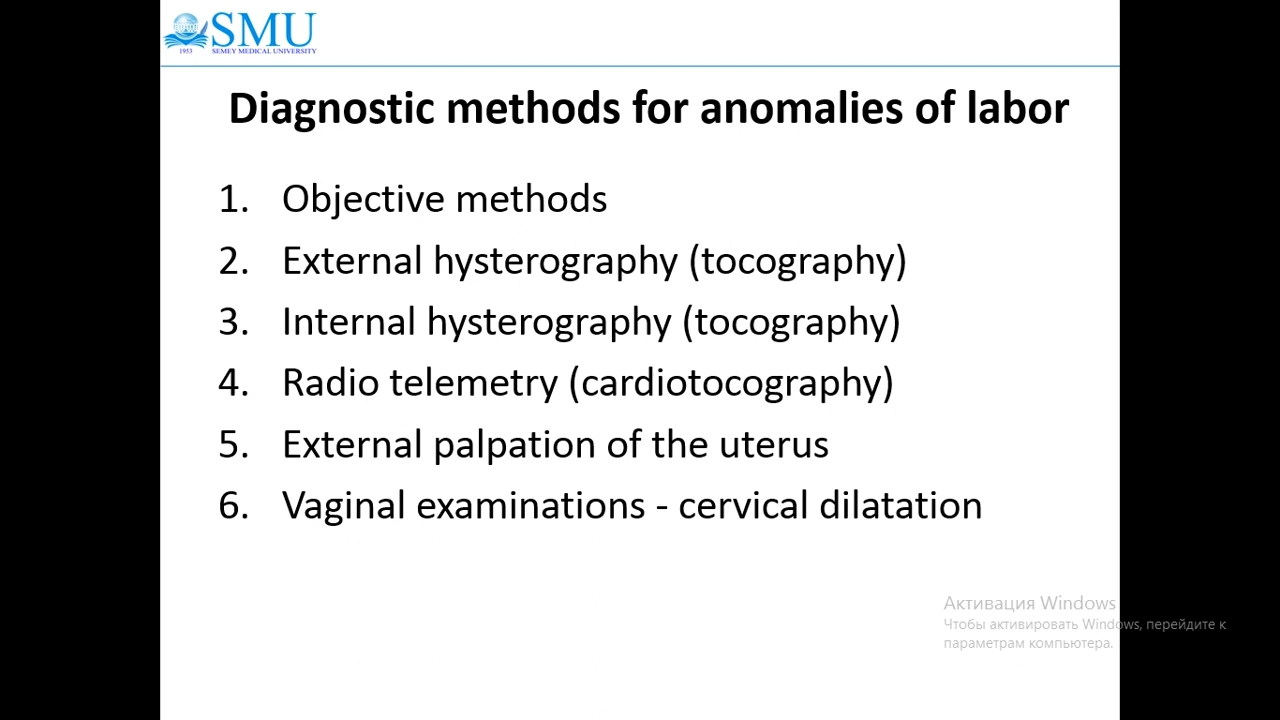 SMU
1953 SEMEY MEDICAL UNIVERSITY
Diagnostic methods for anomalies of labor
1. Objective methods
2. External hysterography (tocography)
3. Internal hysterography (tocography)
4. Radio telemetry (cardiotocography)
5. External palpation of the uterus
6. Vaginal examinations - cervical dilatation
Активация Windows
Чтобы активировать Windows, перейдите к
параметрам компьютера.